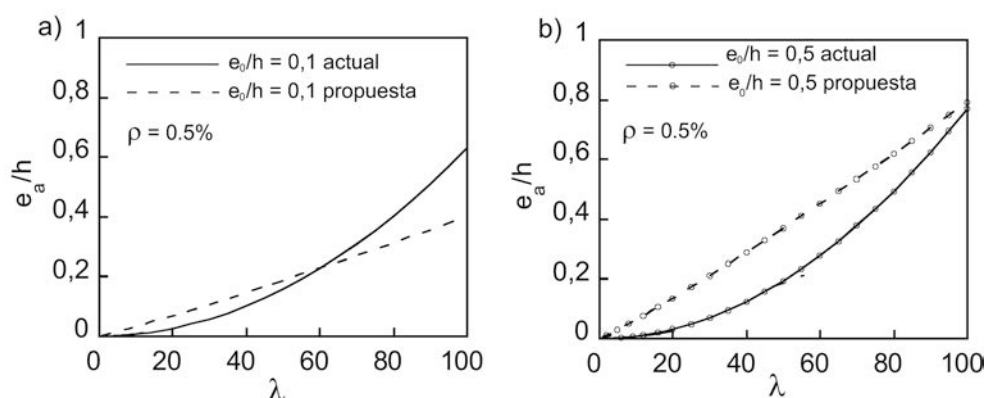 a)
1
0,8
0,6
0,4
0,2
0
e₀/h = 0,1 actual
e₀/h = 0,1 propuesta
ρ = 0.5%
eₐ/h
0 20 40 60 80 100
λ
b)
1
0,8
0,6
0,4
0,2
0
e₀/h = 0,5 actual
e₀/h = 0,5 propuesta
ρ = 0.5%
eₐ/h
0 20 40 60 80 100
λ